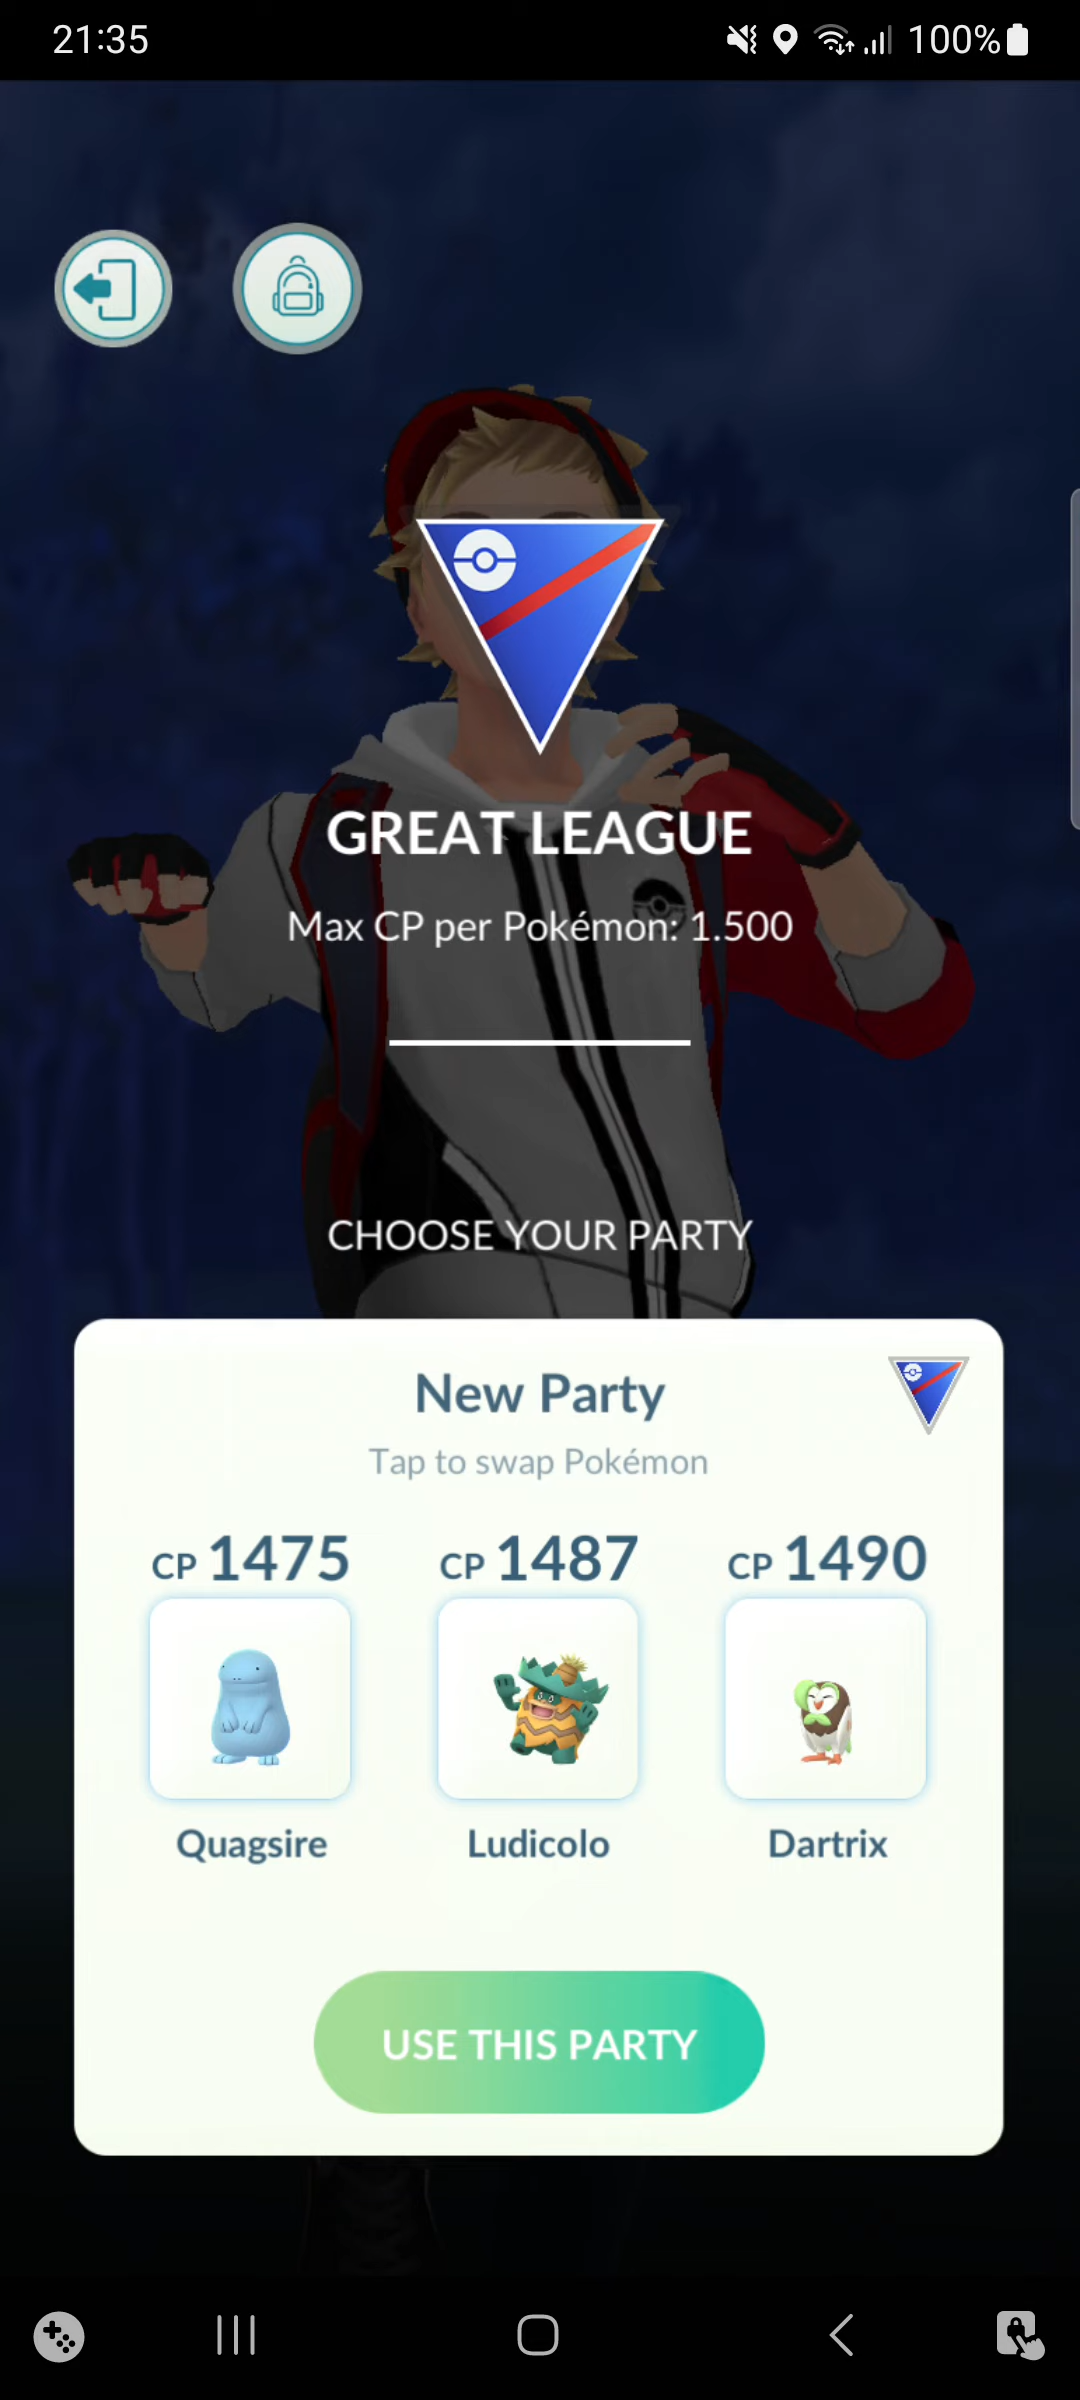 21:35
100%
GREAT LEAGUE
Max CP per Pokémon: 1.500
CHOOSE YOUR PARTY
New Party
Tap to swap Pokémon
CP 1475 CP 1487 CP 1490
Quagsire Ludicolo Dartrix
USE THIS PARTY